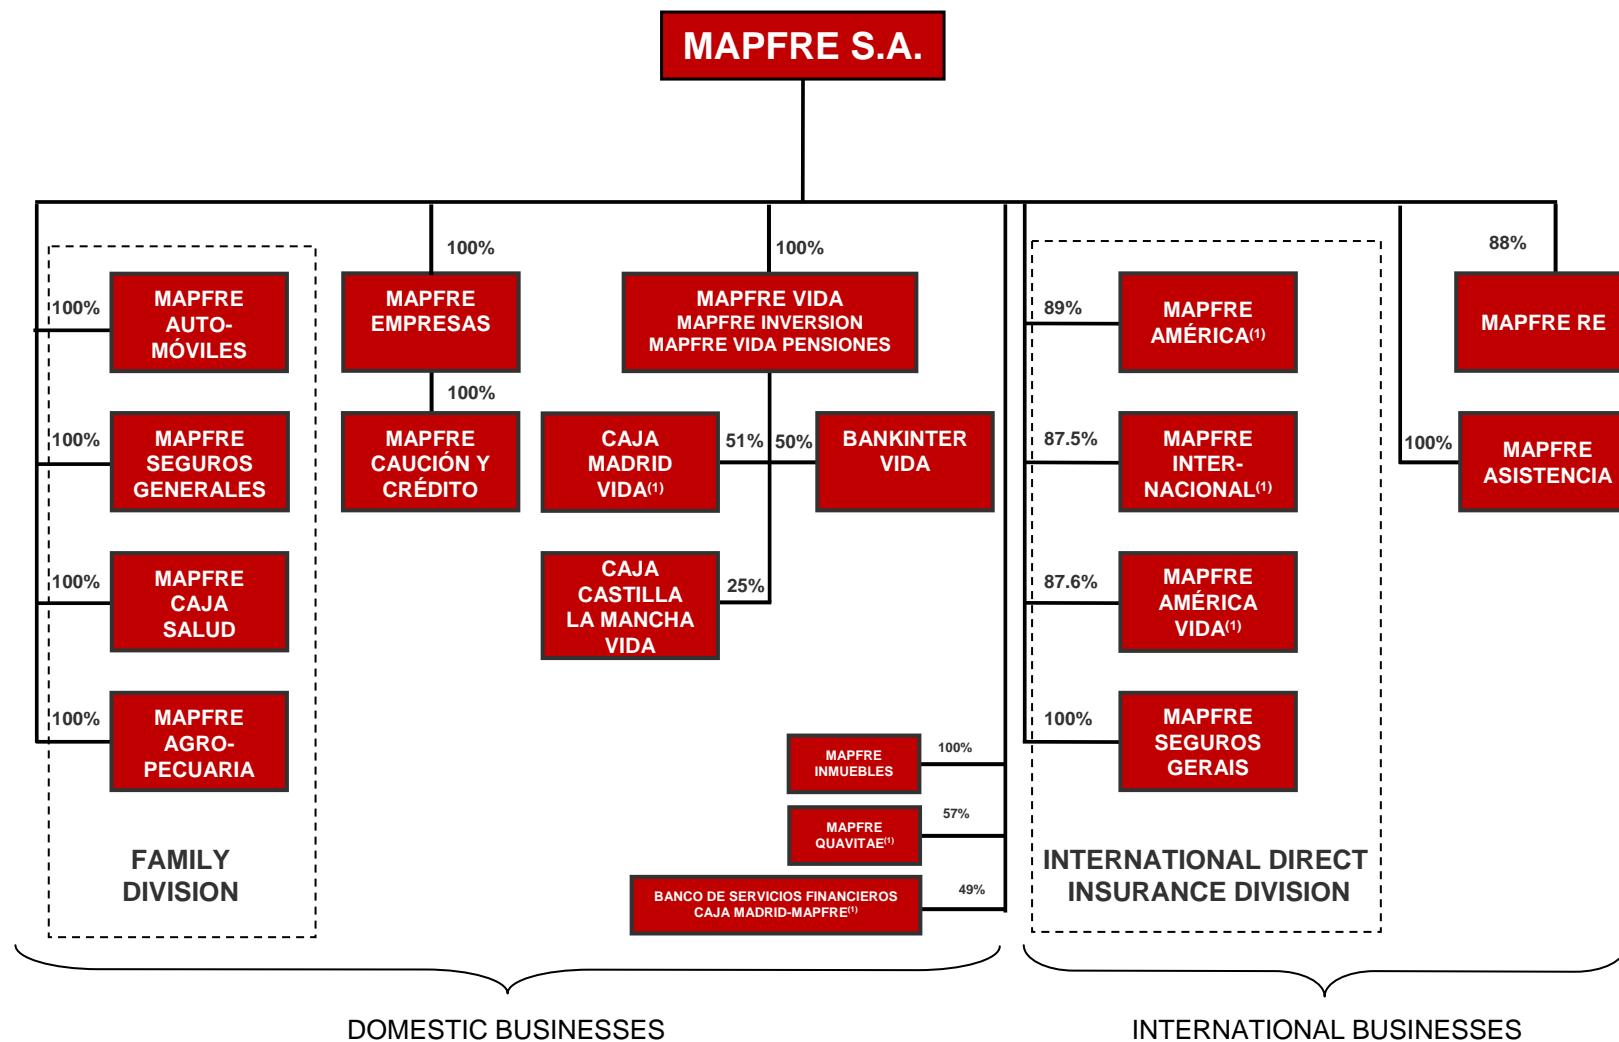 MAPFRE S.A.
100%
MAPFRE
AUTO-
MÓVILES
100%
MAPFRE
SEGUROS
GENERALES
100%
MAPFRE
CAJA
SALUD
100%
MAPFRE
AGRO-
PECUARIA
FAMILY
DIVISION
100%
MAPFRE
EMPRESAS
100%
MAPFRE
CAUCIÓN Y
CRÉDITO
100%
MAPFRE VIDA
MAPFRE INVERSION
MAPFRE VIDA PENSIONES
CAJA
MADRID
VIDA(1)
51%
50%
BANKINTER
VIDA
CAJA
CASTILLA
LA MANCHA
VIDA
25%
MAPFRE
INMUEBLES
100%
MAPFRE
QUAVITAE(1)
57%
BANCO DE SERVICIOS FINANCIEROS
CAJA MADRID-MAPFRE(1)
49%
89%
MAPFRE
AMÉRICA(1)
87.5%
MAPFRE
INTER-
NACIONAL(1)
87.6%
MAPFRE
AMÉRICA
VIDA(1)
100%
MAPFRE
SEGUROS
GERAIS
INTERNATIONAL DIRECT
INSURANCE DIVISION
88%
MAPFRE RE
100%
MAPFRE
ASISTENCIA
DOMESTIC BUSINESSES
INTERNATIONAL BUSINESSES